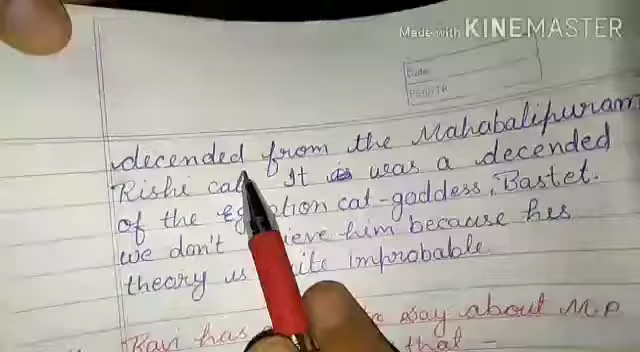 Made with KINEMASTER
Date
Page No
decended from the Mahabalipuram
Rishi cat. It is was a decended
of the cat-goddess, Bastet.
we don't him because his
theory is improbable.
Ravi has say about M.P
that -